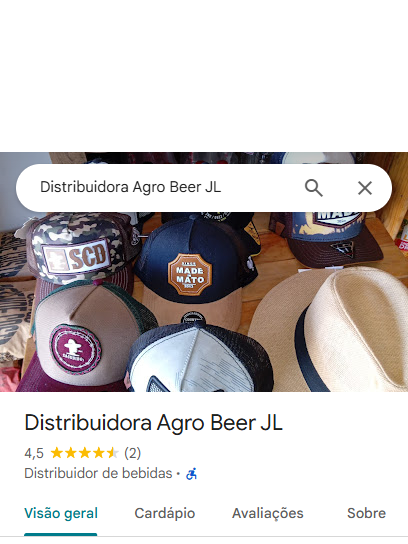 Distribuidora Agro Beer JL
SCD
MADE
MATO
MADE
Distribuidora Agro Beer JL
4,5 (2)
Distribuidor de bebidas ·
Visão geral Cardápio Avaliações Sobre